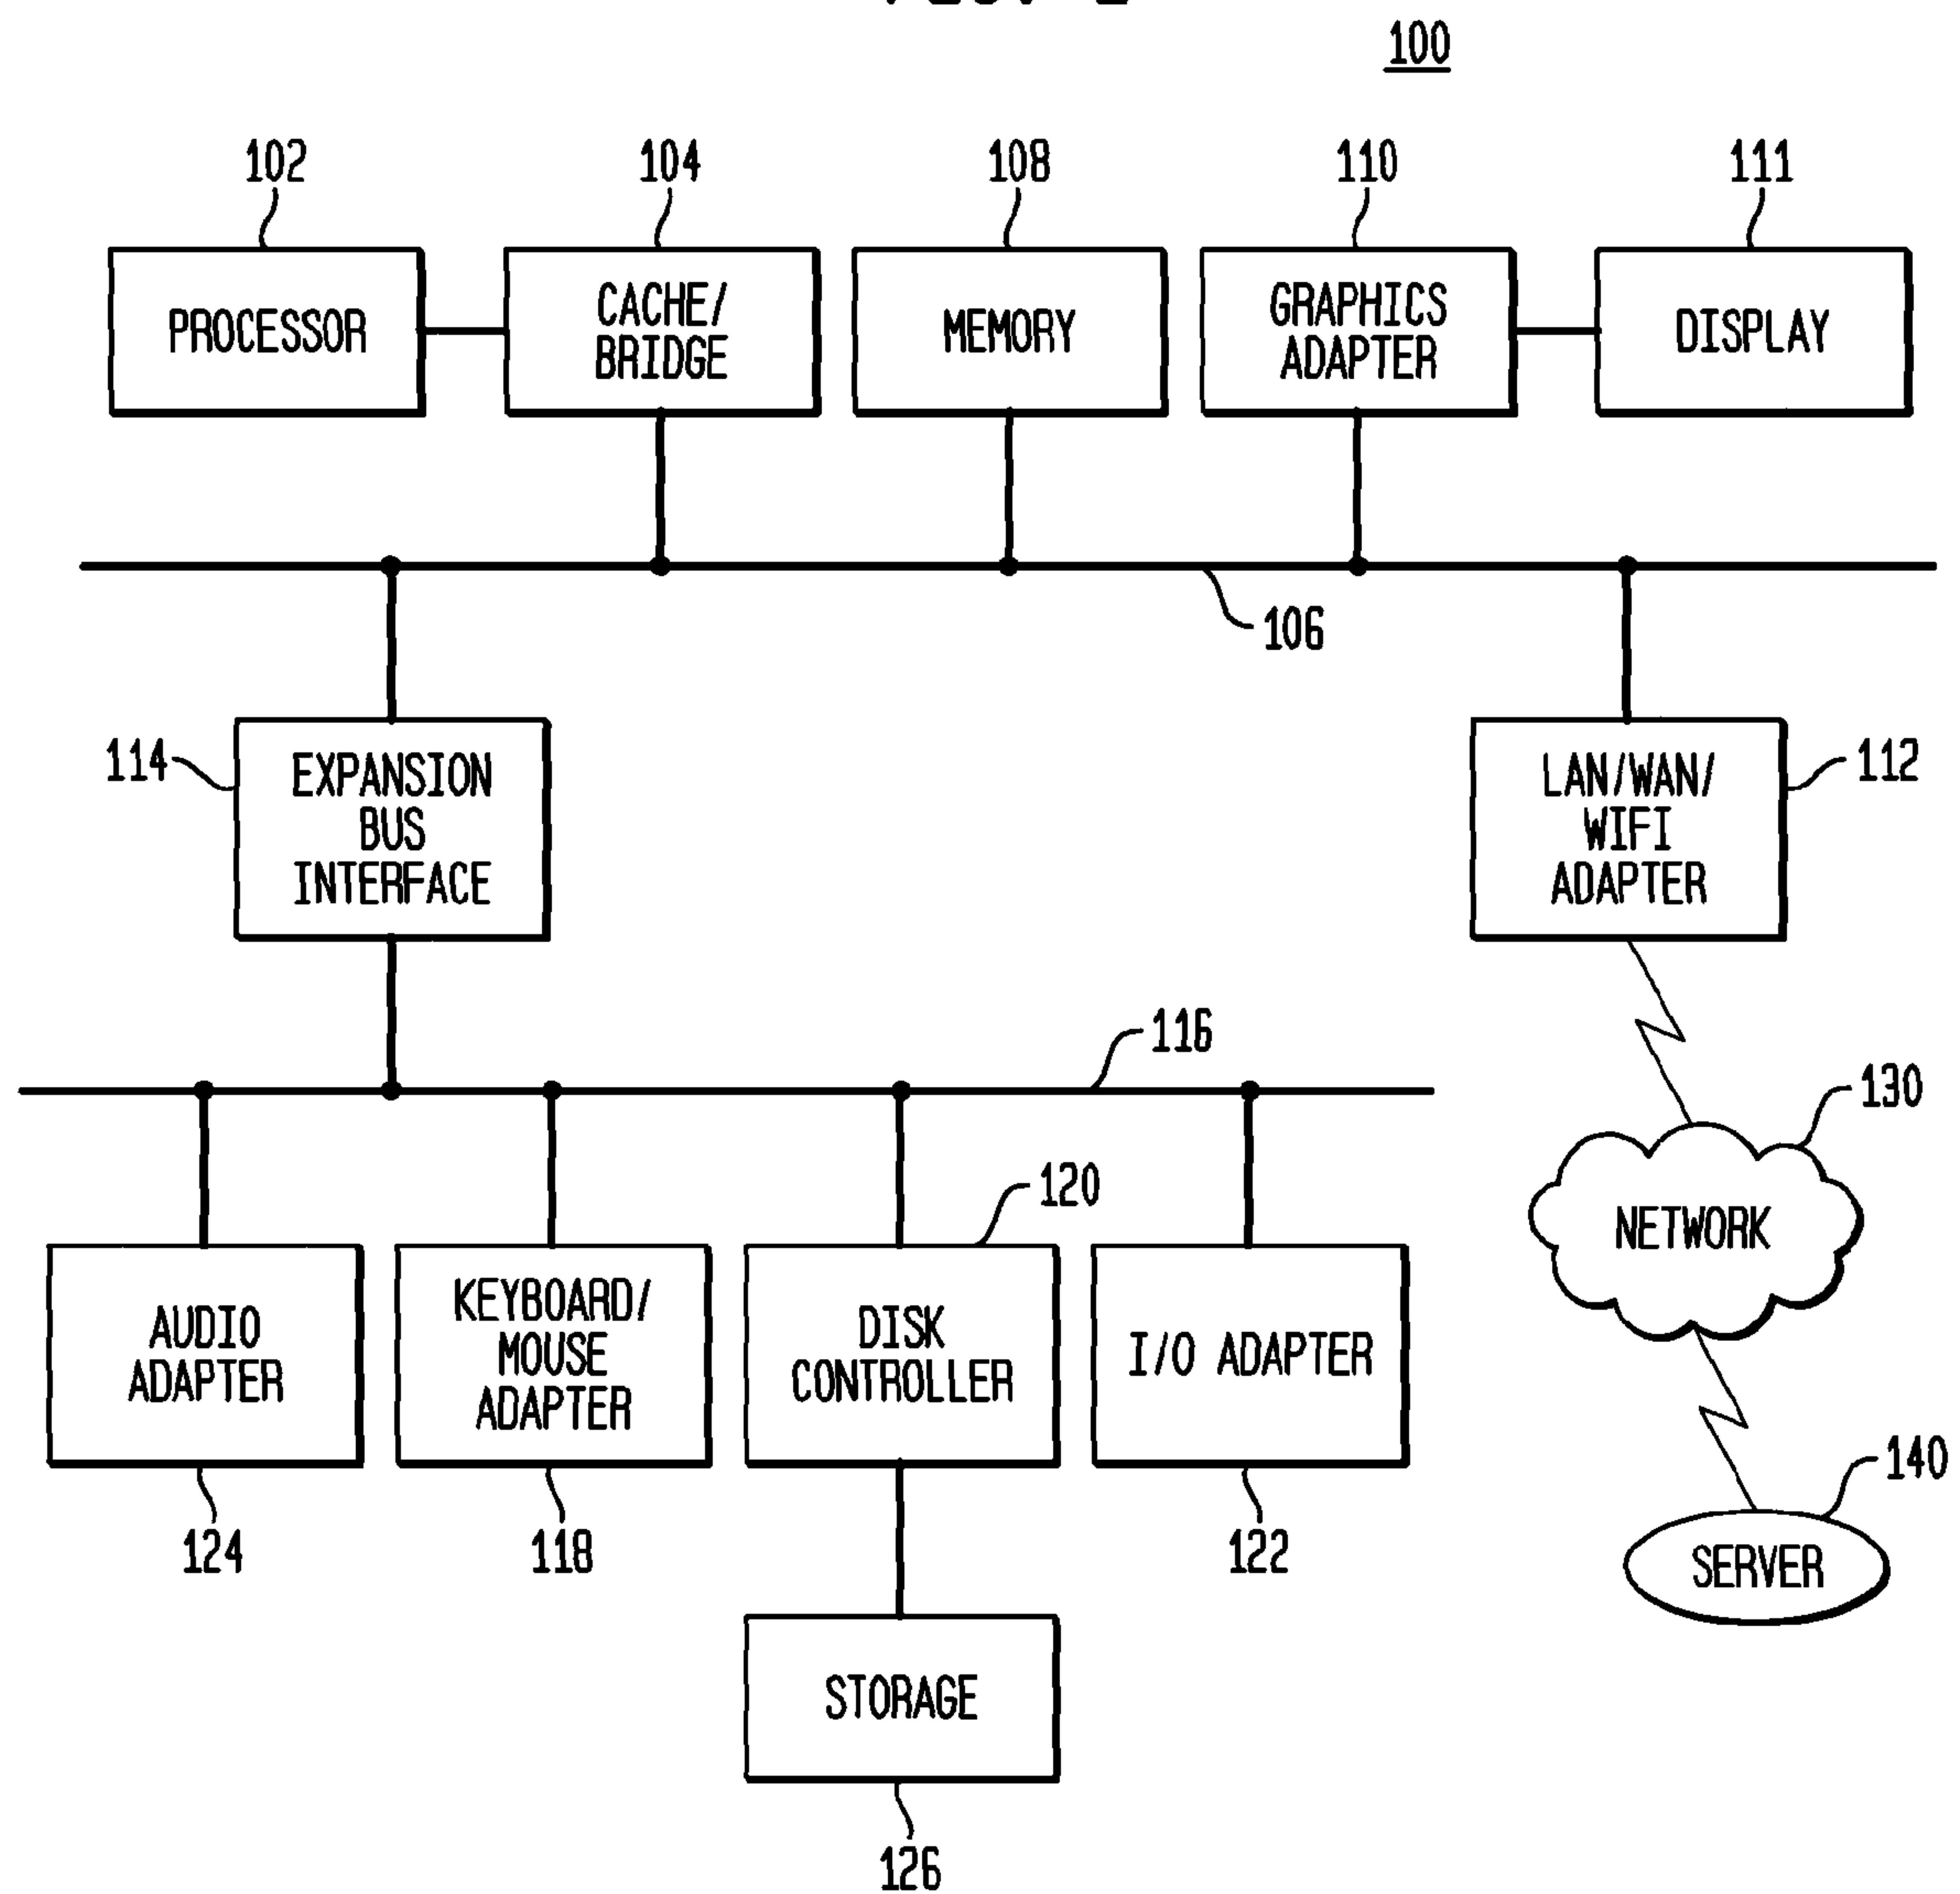 100
102
104
108
110
111
PROCESSOR
CACHE/
BRIDGE
MEMORY
GRAPHICS
ADAPTER
DISPLAY
106
114
EXPANSION
BUS
INTERFACE
LAN/WAN/
WIFI
ADAPTER
112
116
130
120
NETWORK
AUDIO
ADAPTER
KEYBOARD/
MOUSE
ADAPTER
DISK
CONTROLLER
I/O ADAPTER
140
124
118
122
SERVER
STORAGE
126